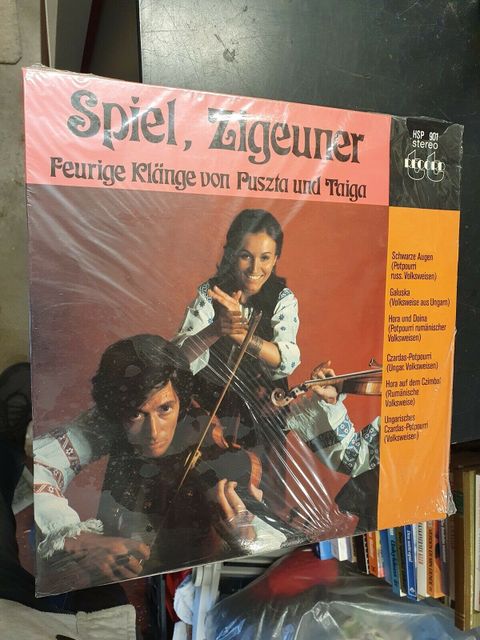 Spiel, Zigeuner
Feurige Klänge von Puszta und Taiga
HSP 901
stereo
Schwarze Augen
(Potpourri
russ. Volksweisen)
Galuska
(Volksweise aus Ungarn)
Hora und Doina
(Potpourri rumänischer
Volksweisen)
Czardas-Potpourri
(Ungar. Volksweisen)
Hora auf dem Czimbal
(Rumänische
Volksweise)
Ungarisches
Czardas-Potpourri
(Volksweisen)